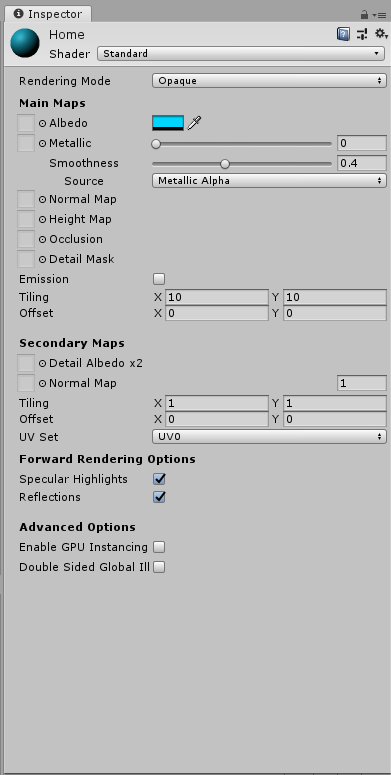 Inspector
Home
Shader Standard
Rendering Mode Opaque
Main Maps
Albedo
Metallic 0
Smoothness 0.4
Source Metallic Alpha
Normal Map
Height Map
Occlusion
Detail Mask
Emission
Tiling X 10 Y 10
Offset X 0 Y 0
Secondary Maps
Detail Albedo x2
Normal Map 1
Tiling X 1 Y 1
Offset X 0 Y 0
UV Set UV0
Forward Rendering Options
Specular Highlights
Reflections
Advanced Options
Enable GPU Instancing
Double Sided Global Ill